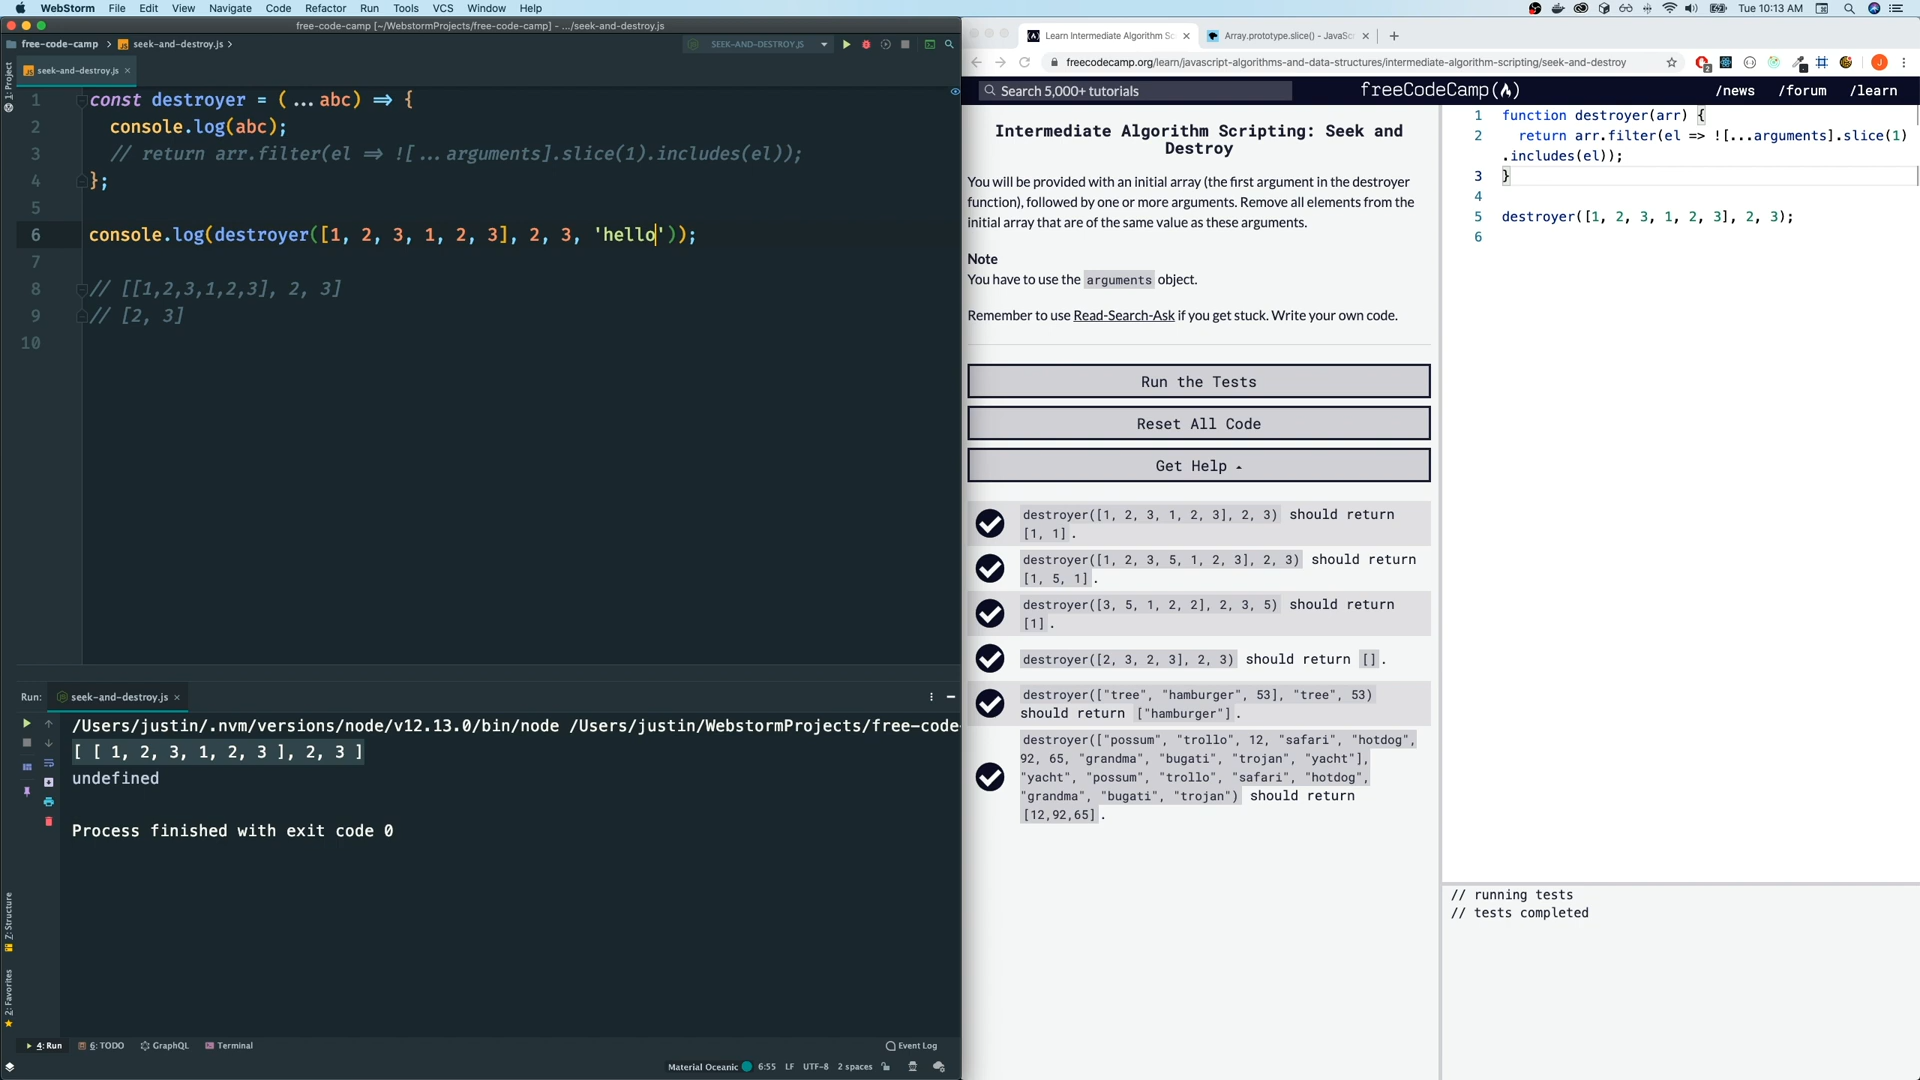 WebStorm File Edit View Navigate Code Refactor Run Tools VCS Window Help
Tue 10:13 AM
free-code-camp [~/WebstormProjects/free-code-camp] - .../seek-and-destroy.js
free-code-camp seek-and-destroy.js
SEEK-AND-DESTROY.JS
seek-and-destroy.js
1: Project
1 const destroyer = (...abc) => {
2 console.log(abc);
3 // return arr.filter(el => ![...arguments].slice(1).includes(el));
4 };
5
6 console.log(destroyer([1, 2, 3, 1, 2, 3], 2, 3, 'hello'));
7
8 // [[1,2,3,1,2,3], 2, 3]
9 // [2, 3]
10
Run: seek-and-destroy.js
/Users/justin/.nvm/versions/node/v12.13.0/bin/node /Users/justin/WebstormProjects/free-code-
[ [ 1, 2, 3, 1, 2, 3 ], 2, 3 ]
undefined
Process finished with exit code 0
Z: Structure
2: Favorites
4: Run 6: TODO GraphQL Terminal
Event Log
Material Oceanic 6:55 LF UTF-8 2 spaces
Learn Intermediate Algorithm Sc
Array.prototype.slice() - JavaSc
freecodecamp.org/learn/javascript-algorithms-and-data-structures/intermediate-algorithm-scripting/seek-and-destroy
Search 5,000+ tutorials
freeCodeCamp
/news /forum /learn
Intermediate Algorithm Scripting: Seek and
Destroy
You will be provided with an initial array (the first argument in the destroyer
function), followed by one or more arguments. Remove all elements from the
initial array that are of the same value as these arguments.
Note
You have to use the arguments object.
Remember to use Read-Search-Ask if you get stuck. Write your own code.
Run the Tests
Reset All Code
Get Help
destroyer([1, 2, 3, 1, 2, 3], 2, 3) should return
[1, 1].
destroyer([1, 2, 3, 5, 1, 2, 3], 2, 3) should return
[1, 5, 1].
destroyer([3, 5, 1, 2, 2], 2, 3, 5) should return
[1].
destroyer([2, 3, 2, 3], 2, 3) should return [].
destroyer(["tree", "hamburger", 53], "tree", 53)
should return ["hamburger"].
destroyer(["possum", "trollo", 12, "safari", "hotdog",
92, 65, "grandma", "bugati", "trojan", "yacht"],
"yacht", "possum", "trollo", "safari", "hotdog",
"grandma", "bugati", "trojan") should return
[12,92,65].
1 function destroyer(arr) {
2 return arr.filter(el => ![...arguments].slice(1)
.includes(el));
3 }
4
5 destroyer([1, 2, 3, 1, 2, 3], 2, 3);
6
// running tests
// tests completed